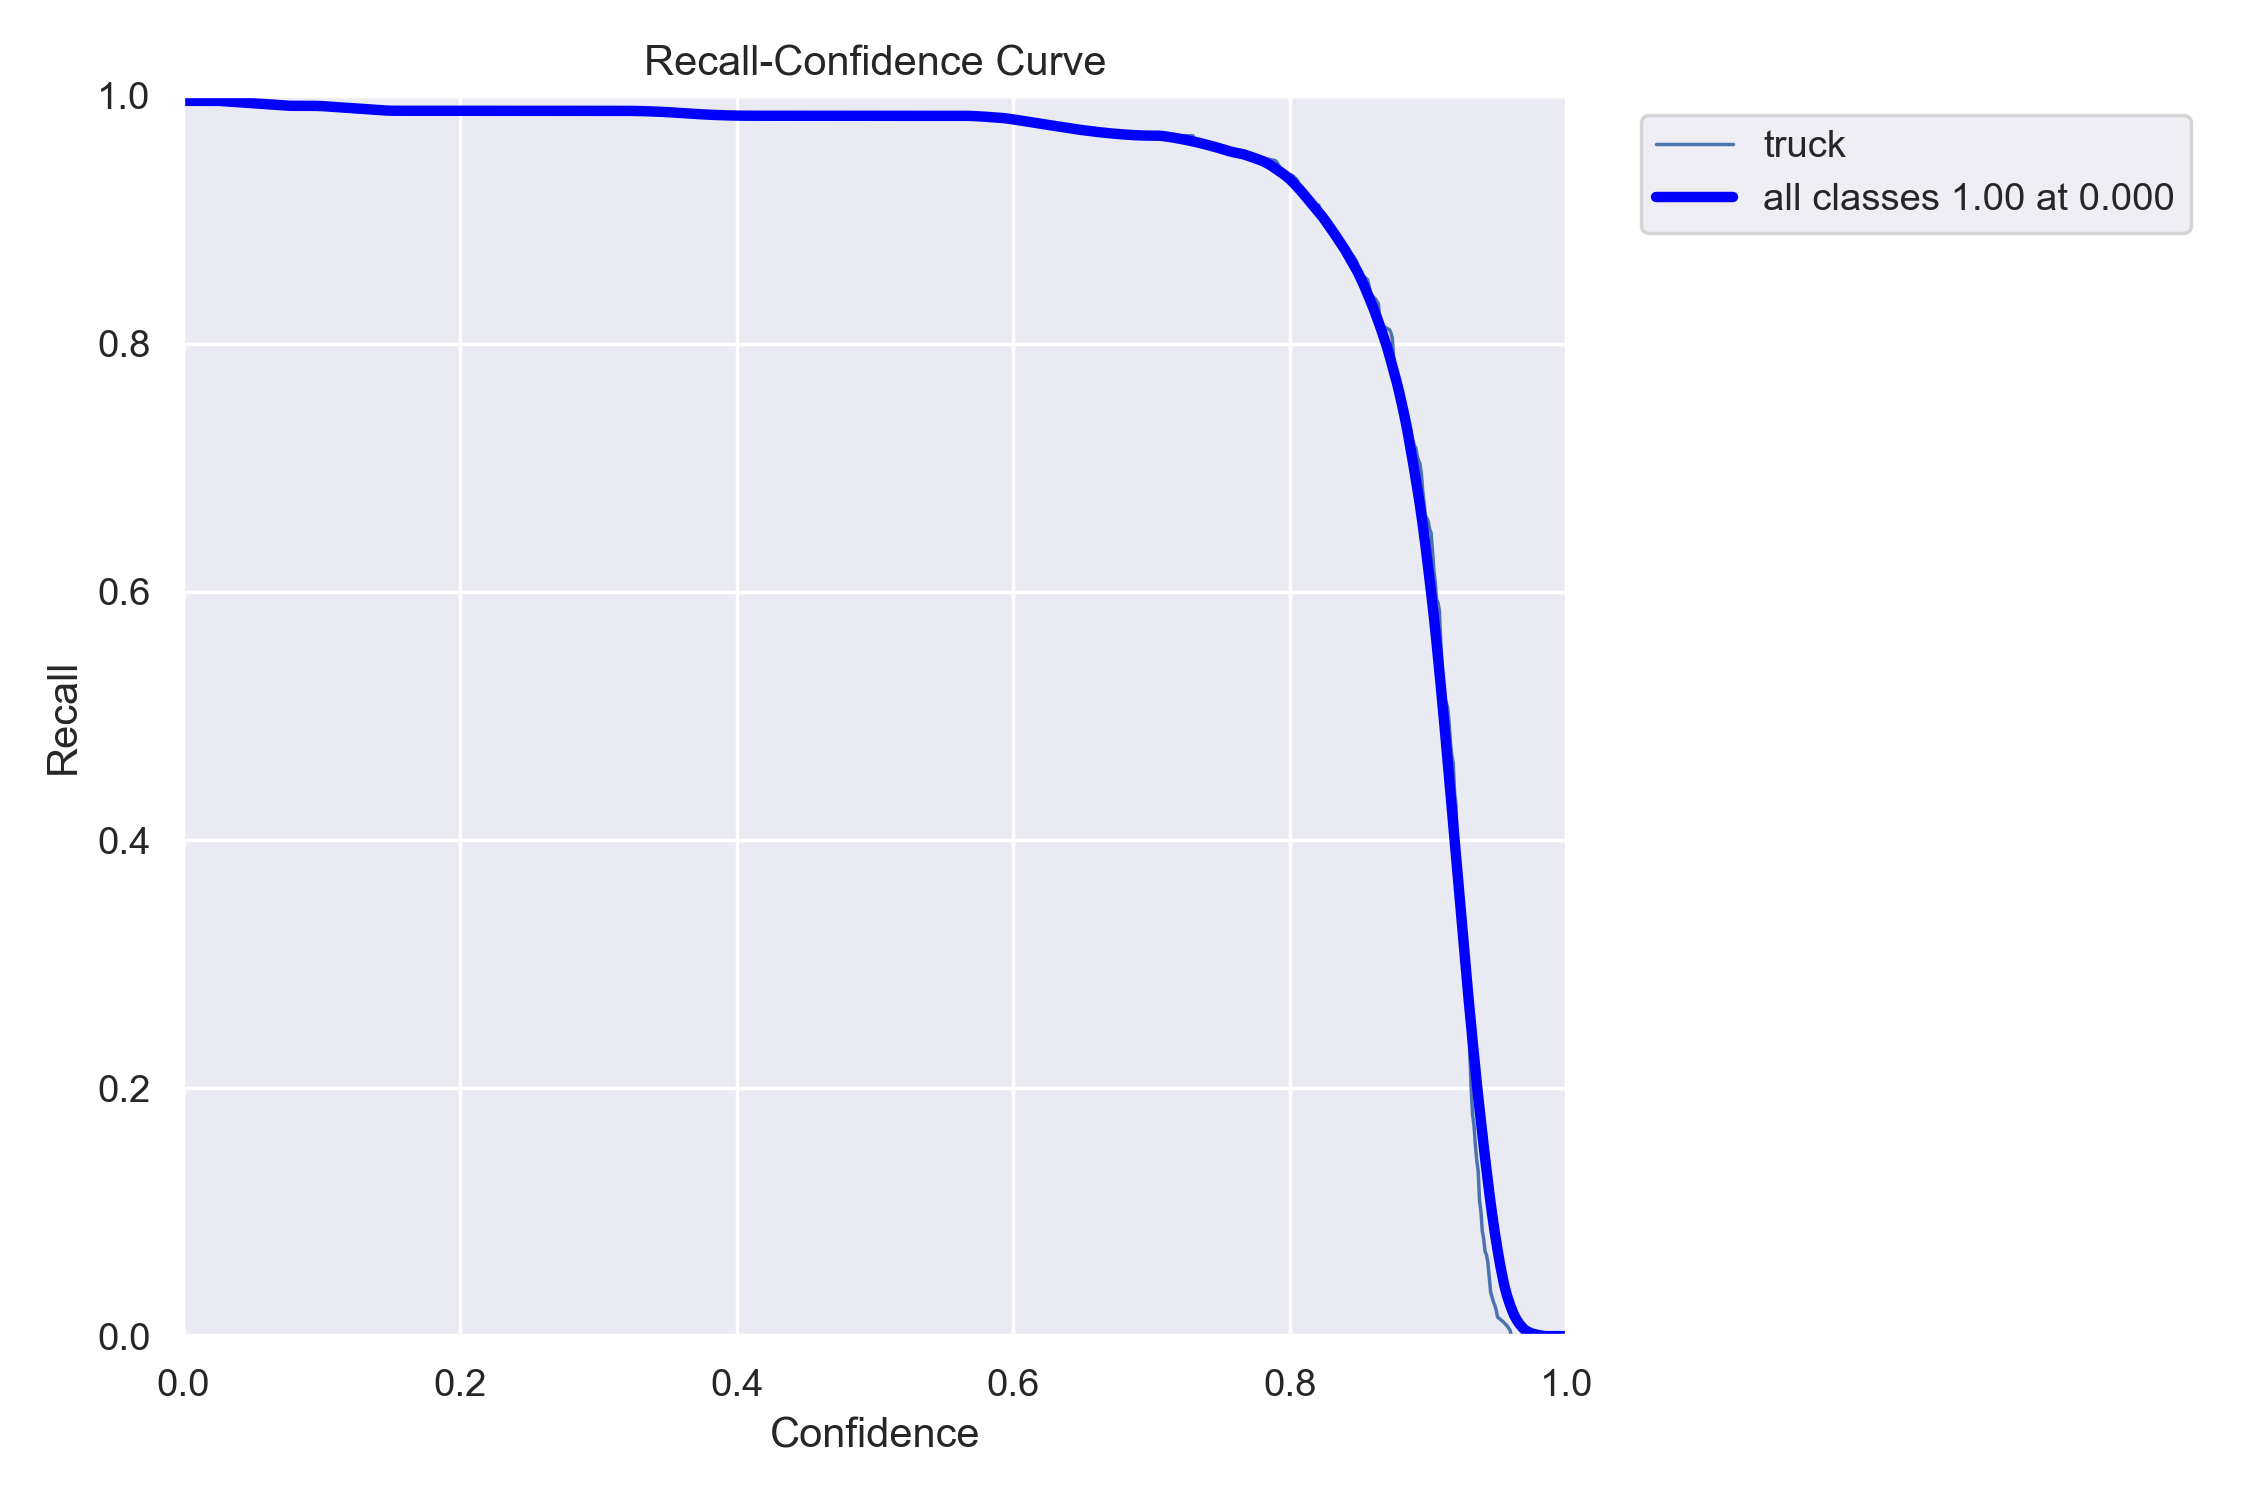 Recall-Confidence Curve
1.0
0.8
0.6
0.4
0.2
0.0
Recall
0.0 0.2 0.4 0.6 0.8 1.0
Confidence
truck
all classes 1.00 at 0.000